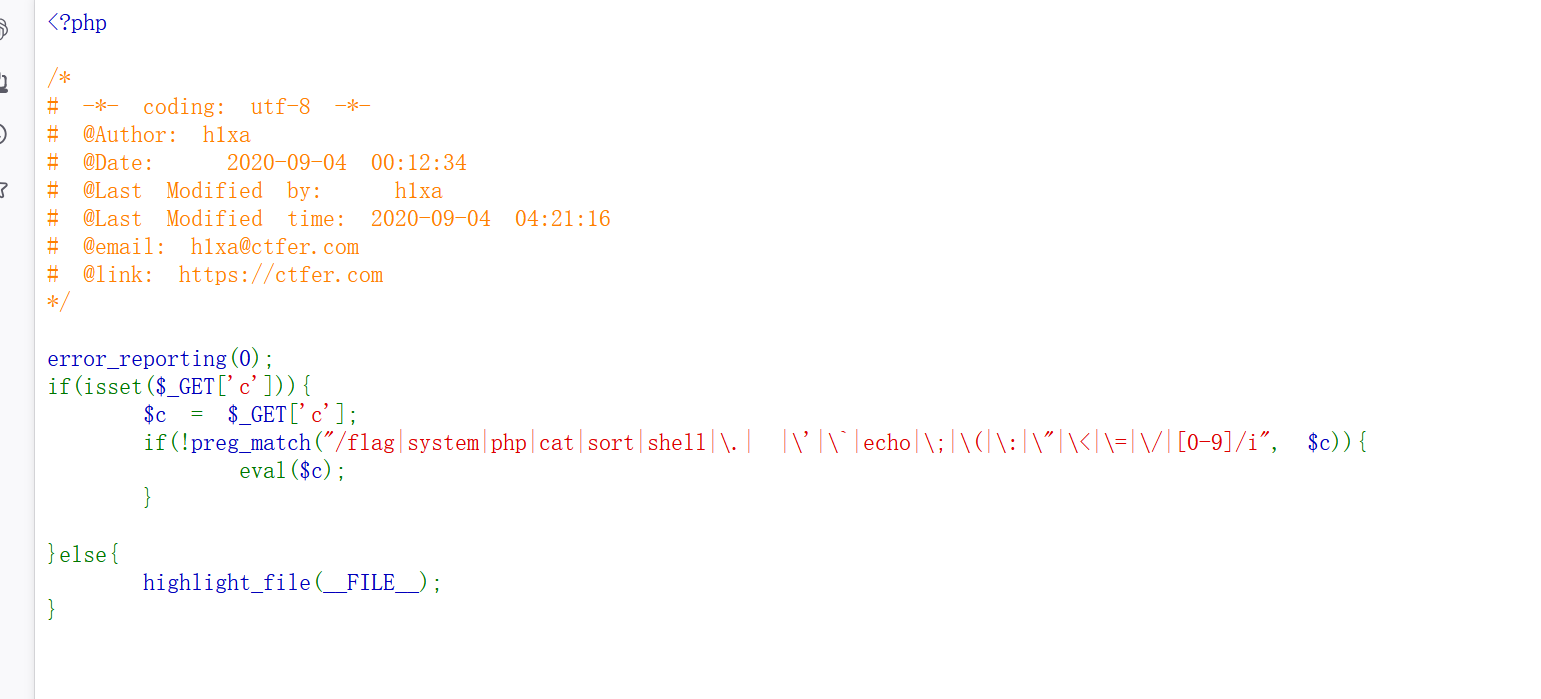 <?php

/*
# -*- coding: utf-8 -*-
# @Author: h1xa
# @Date:   2020-09-04 00:12:34
# @Last Modified by:   h1xa
# @Last Modified time: 2020-09-04 04:21:16
# @email: h1xa@ctfer.com
# @link: https://ctfer.com
*/

error_reporting(0);
if(isset($_GET['c'])){
    $c = $_GET['c'];
    if(!preg_match("/flag|system|php|cat|sort|shell|\.| |\'|\`|echo|\;|\(|\:|\"|\<|\=|\/|[0-9]/i", $c)){
        eval($c);
    }

}else{
    highlight_file(__FILE__);
}